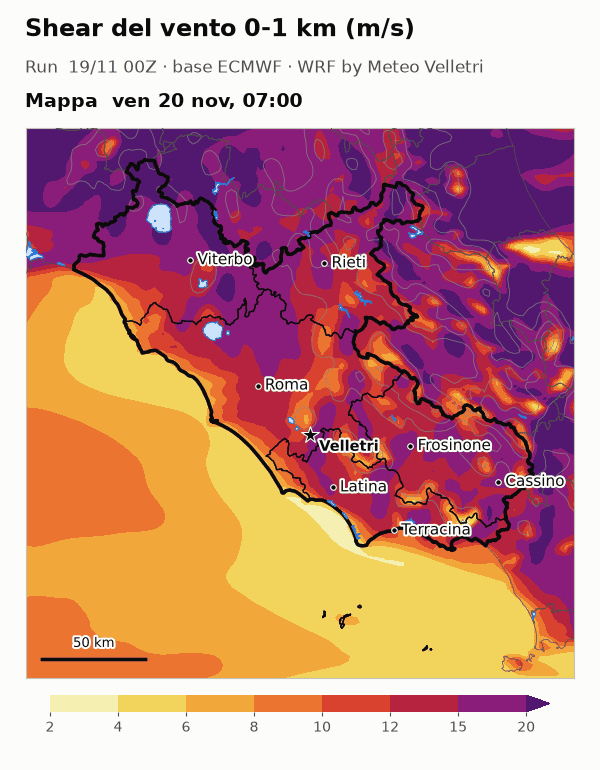 Shear del vento 0-1 km (m/s)
Run  19/11 00Z · base ECMWF · WRF by Meteo Velletri
Mappa  ven 20 nov, 07:00
Viterbo
Rieti
Roma
Velletri
Frosinone
Cassino
Latina
Terracina
50 km
2 4 6 8 10 12 15 20